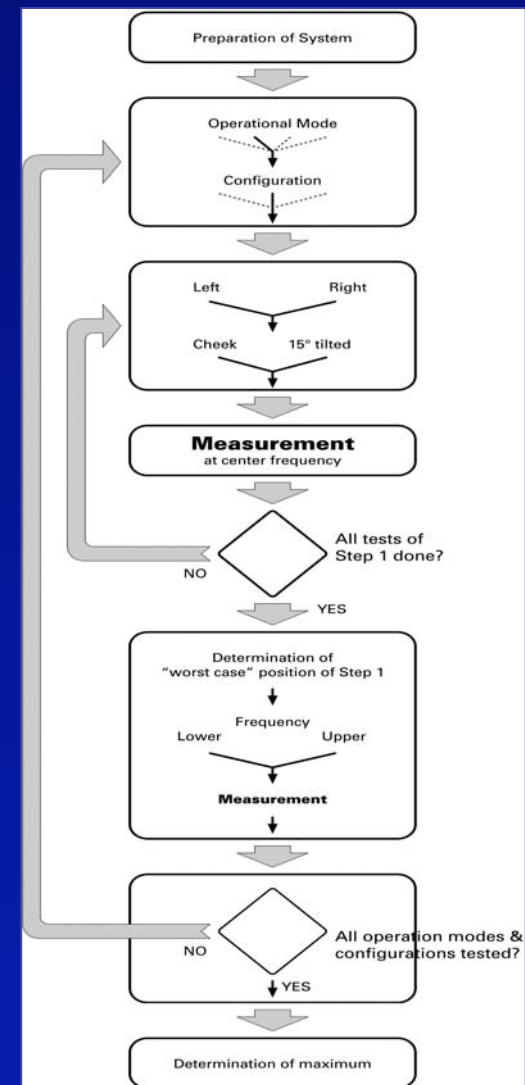 Preparation of System
Operational Mode
Configuration
Left Right
Cheek 15° tilted
Measurement
at center frequency
All tests of
Step 1 done?
NO
YES
Determination of
"worst case" position of Step 1
Frequency
Lower Upper
Measurement
All operation modes &
configurations tested?
NO
YES
Determination of maximum